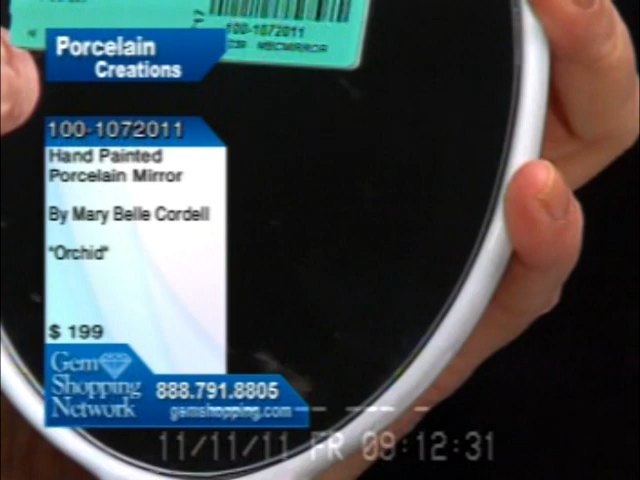 100-1072011
Porcelain
Creations
100-1072011
Hand Painted
Porcelain Mirror
By Mary Belle Cordell
"Orchid"
$ 199
Gem
Shopping
Network
888.791.8805
gemshopping.com
11/11/11 FR 09:12:31